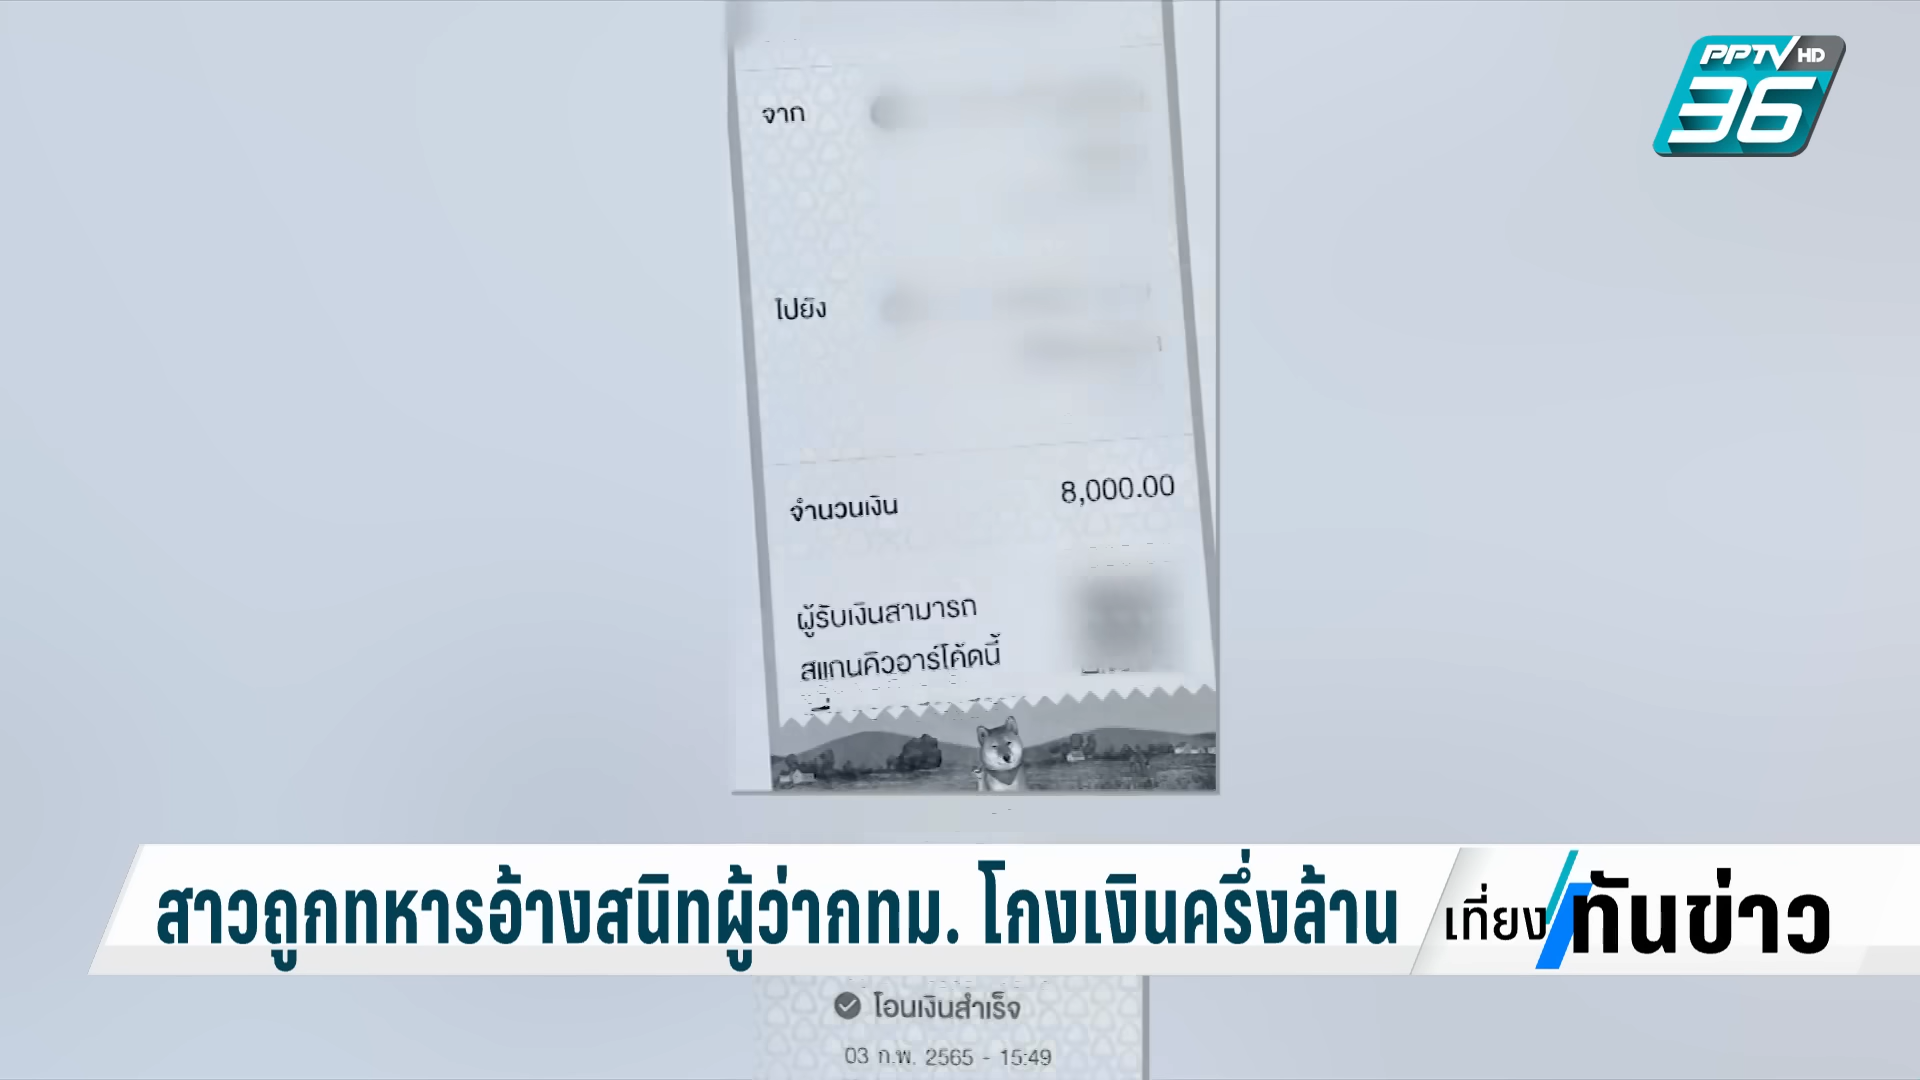 PPTV HD
36
จาก
ไปยัง
จำนวนเงิน 8,000.00
ผู้รับเงินสามารถ
สแกนคิวอาร์โค้ดนี้
สาวถูกทหารอ้างสนิทผู้ว่ากทม. โกงเงินครึ่งล้าน
เที่ยงทันข่าว
โอนเงินสำเร็จ
03 ก.พ. 2565 - 15:49